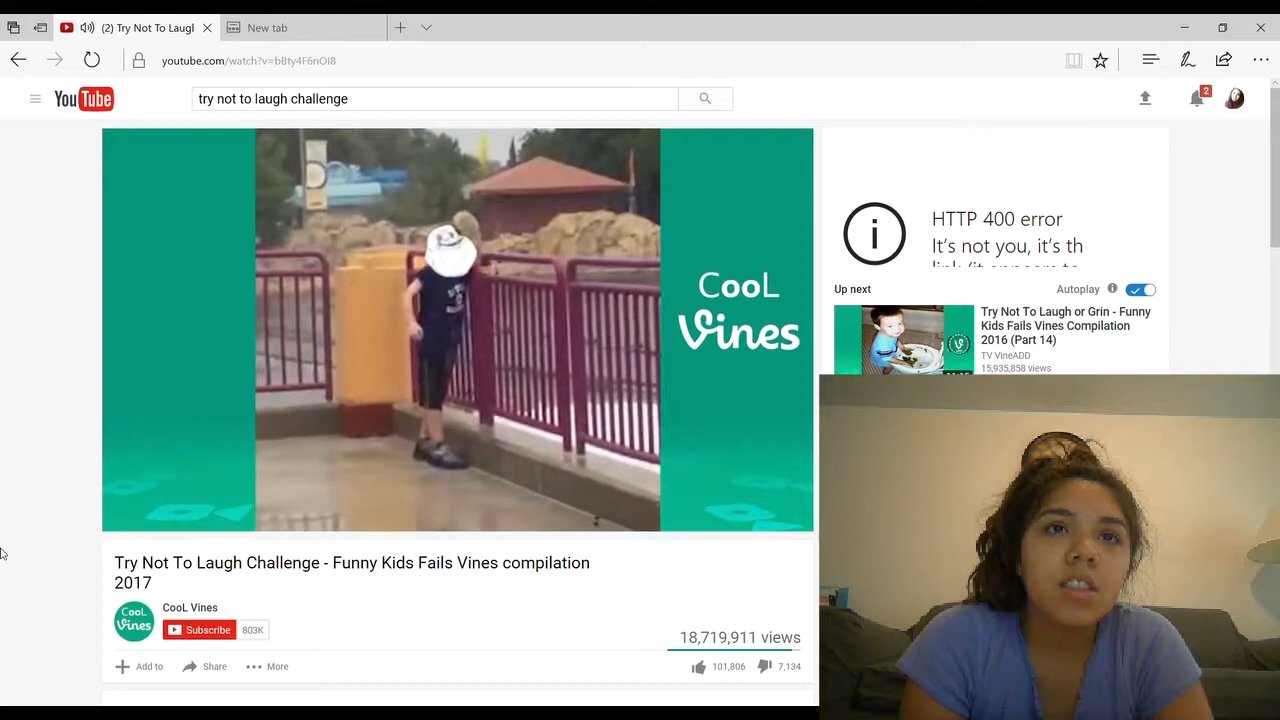 (2) Try Not To Laugl
New tab
youtube.com/watch?v=bBty4F6nOI8
YouTube
try not to laugh challenge
2
CooL
Vines
HTTP 400 error
It's not you, it's th
Up next
Autoplay
Try Not To Laugh or Grin - Funny
Kids Fails Vines Compilation
2016 (Part 14)
TV VineADD
15,935,858 views
Try Not To Laugh Challenge - Funny Kids Fails Vines compilation
2017
CooL
Vines
CooL Vines
Subscribe
803K
18,719,911 views
Add to
Share
More
101,806
7,134